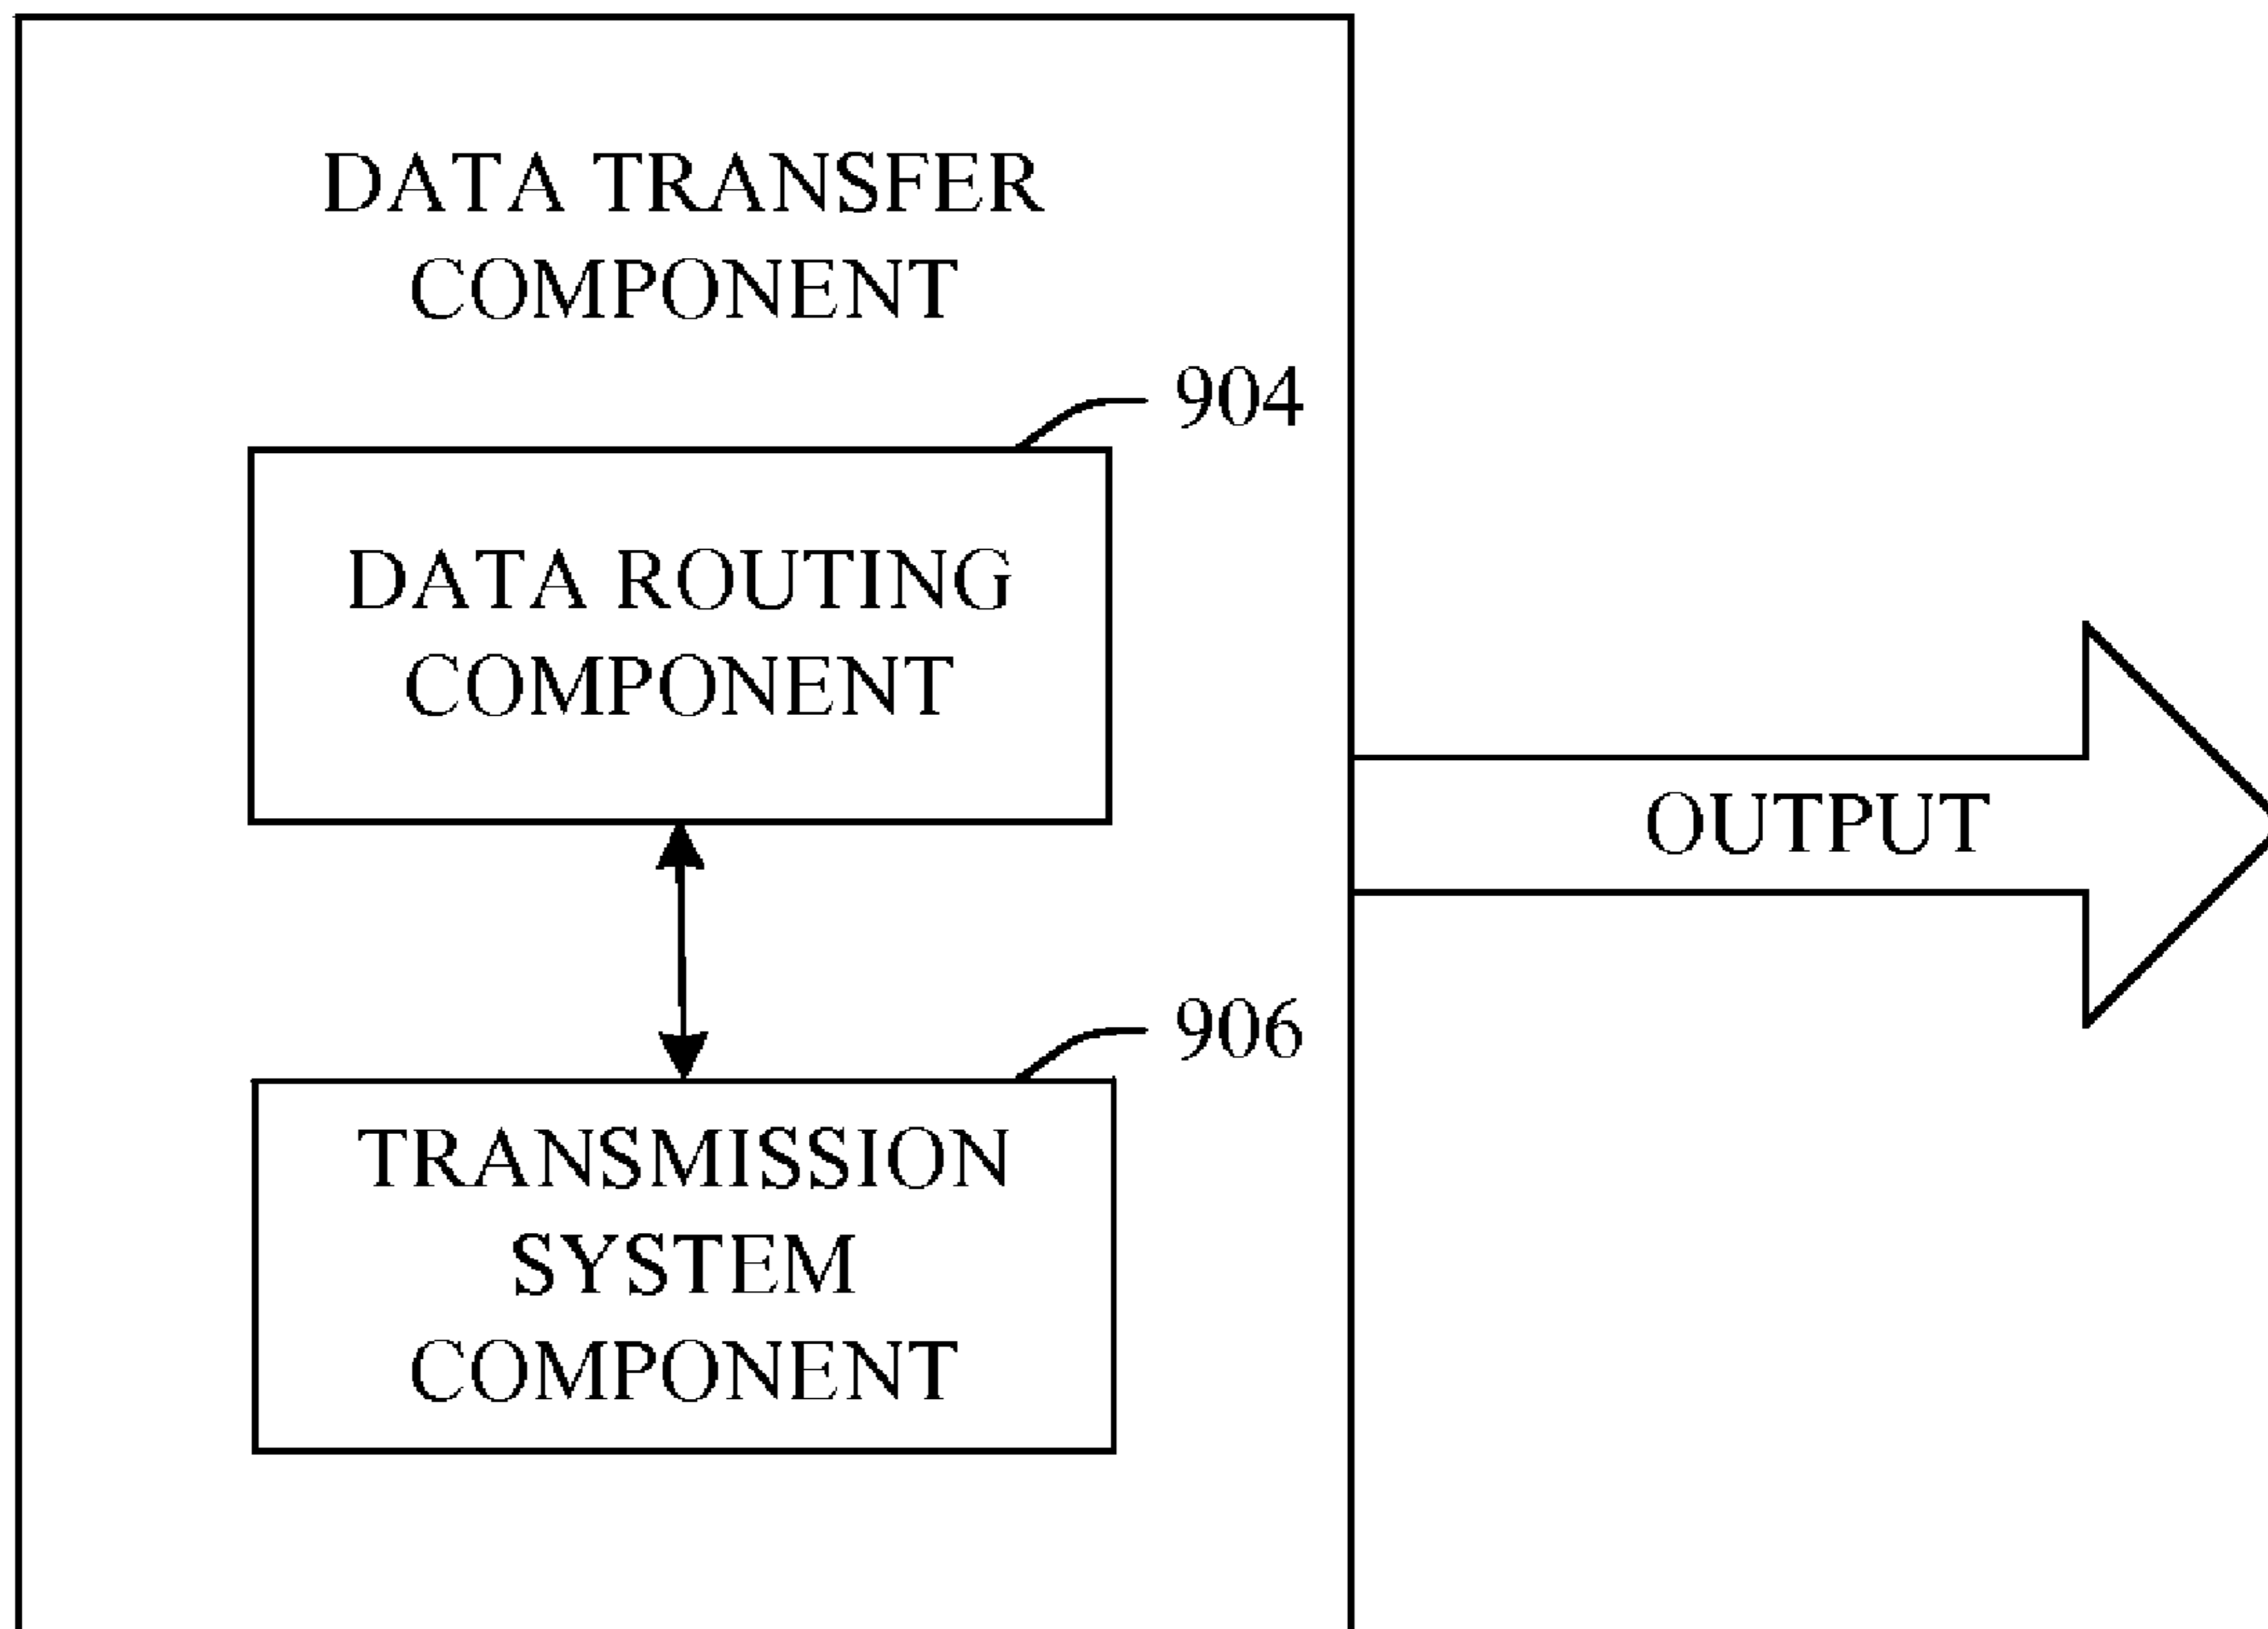 DATA TRANSFER
COMPONENT
904
DATA ROUTING
COMPONENT
OUTPUT
906
TRANSMISSION
SYSTEM
COMPONENT